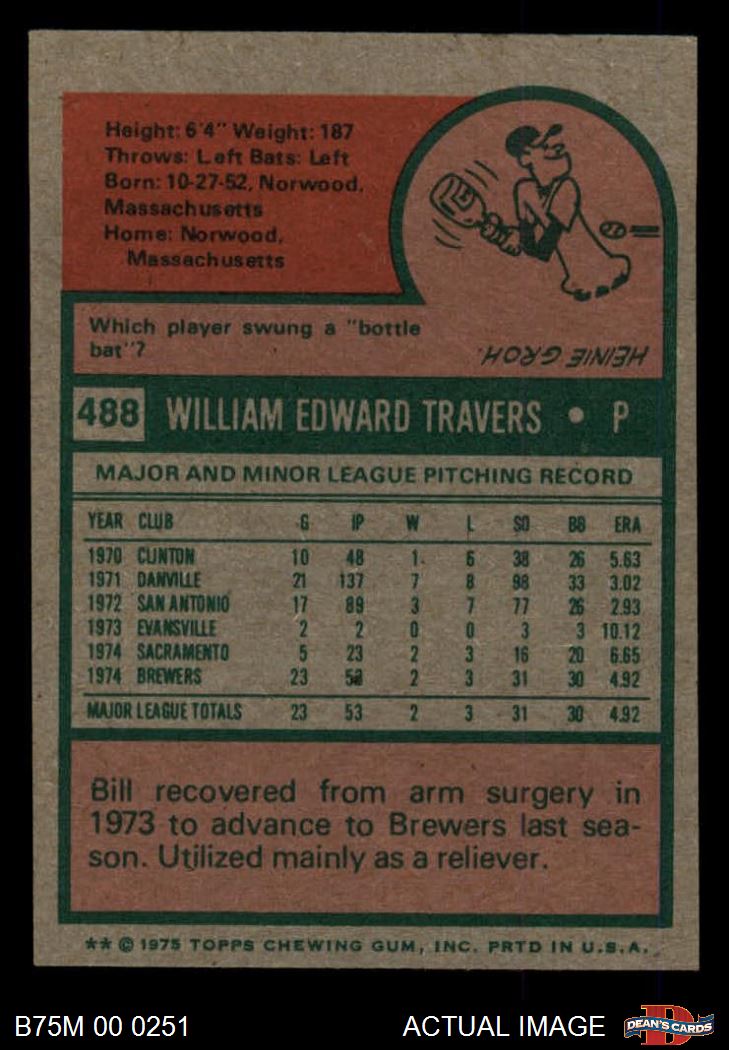 Height: 6'4" Weight: 187
Throws: Left Bats: Left
Born: 10-27-52, Norwood,
Massachusetts
Home: Norwood,
Massachusetts
Which player swung a "bottle
bat"?
HEINIE GROH.
488 WILLIAM EDWARD TRAVERS • P
MAJOR AND MINOR LEAGUE PITCHING RECORD
YEAR CLUB G IP W L SO BB ERA
1970 CLINTON 10 48 1 6 38 26 5.63
1971 DANVILLE 21 137 7 8 98 33 3.02
1972 SAN ANTONIO 17 89 3 7 77 26 2.93
1973 EVANSVILLE 2 2 0 0 3 3 10.12
1974 SACRAMENTO 5 23 2 3 16 20 6.65
1974 BREWERS 23 53 2 3 31 30 4.92
MAJOR LEAGUE TOTALS 23 53 2 3 31 30 4.92
Bill recovered from arm surgery in
1973 to advance to Brewers last sea-
son. Utilized mainly as a reliever.
** © 1975 TOPPS CHEWING GUM, INC. PRTD IN U.S.A.
B75M 00 0251 ACTUAL IMAGE D DEAN'S CARDS